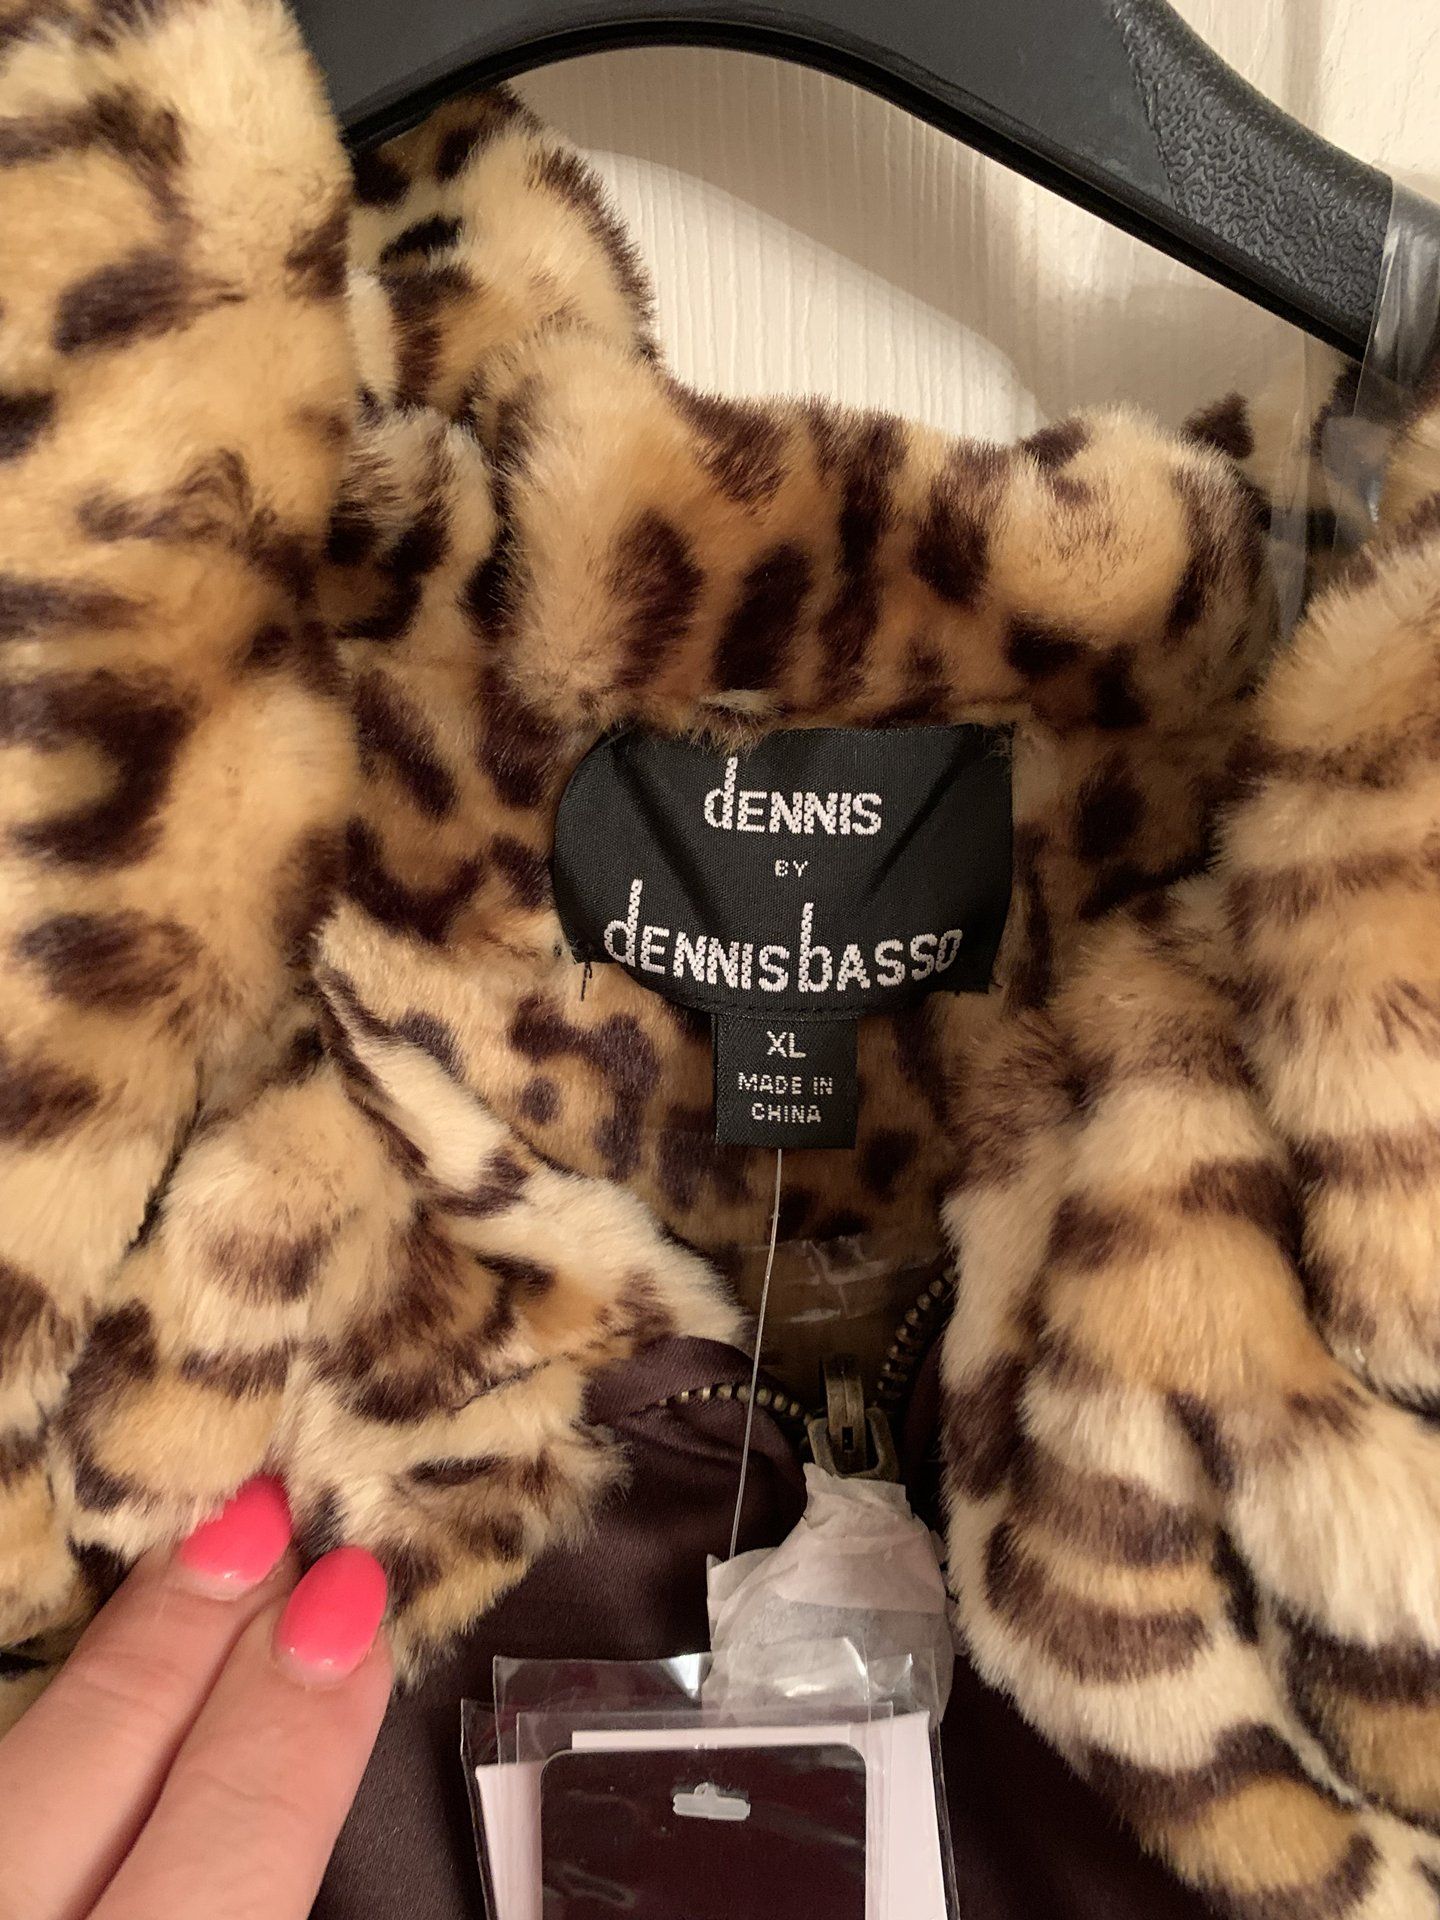 dENNIS
BY
dENNISbASSO
XL
MADE IN
CHINA